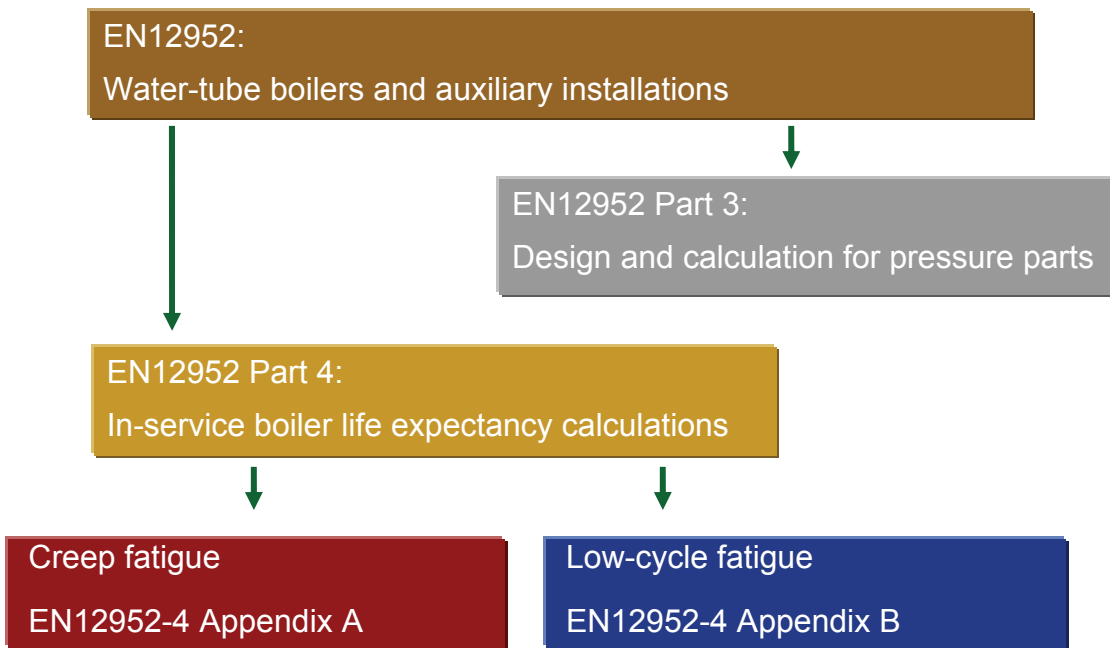 EN12952:
Water-tube boilers and auxiliary installations
EN12952 Part 3:
Design and calculation for pressure parts
EN12952 Part 4:
In-service boiler life expectancy calculations
Creep fatigue
EN12952-4 Appendix A
Low-cycle fatigue
EN12952-4 Appendix B